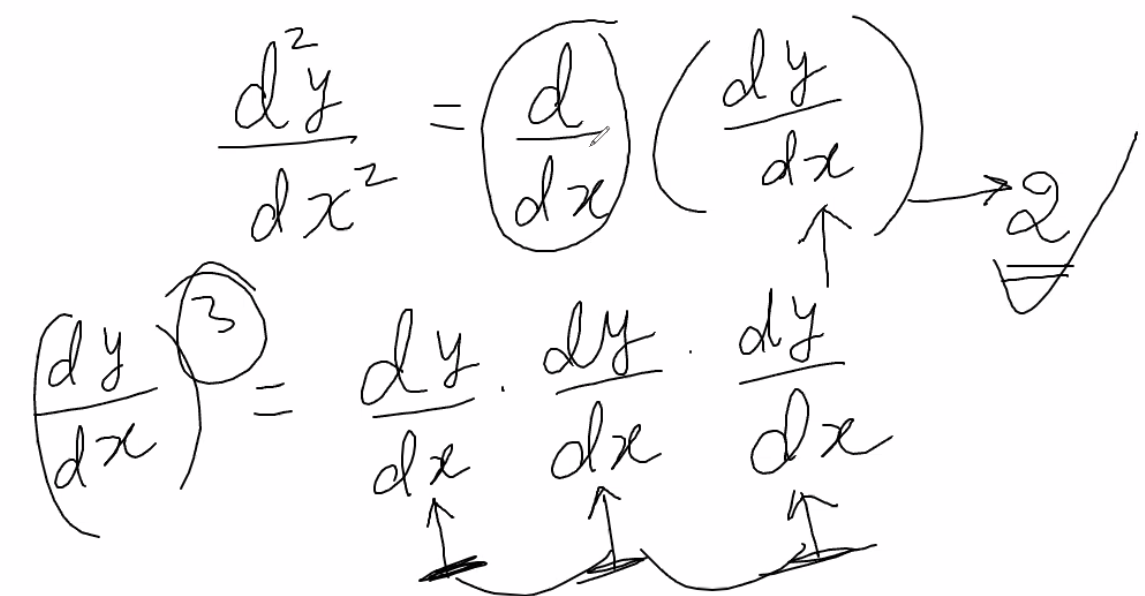 d²y/dx² = d/dx (dy/dx) → 2
(dy/dx)³ = dy/dx · dy/dx · dy/dx